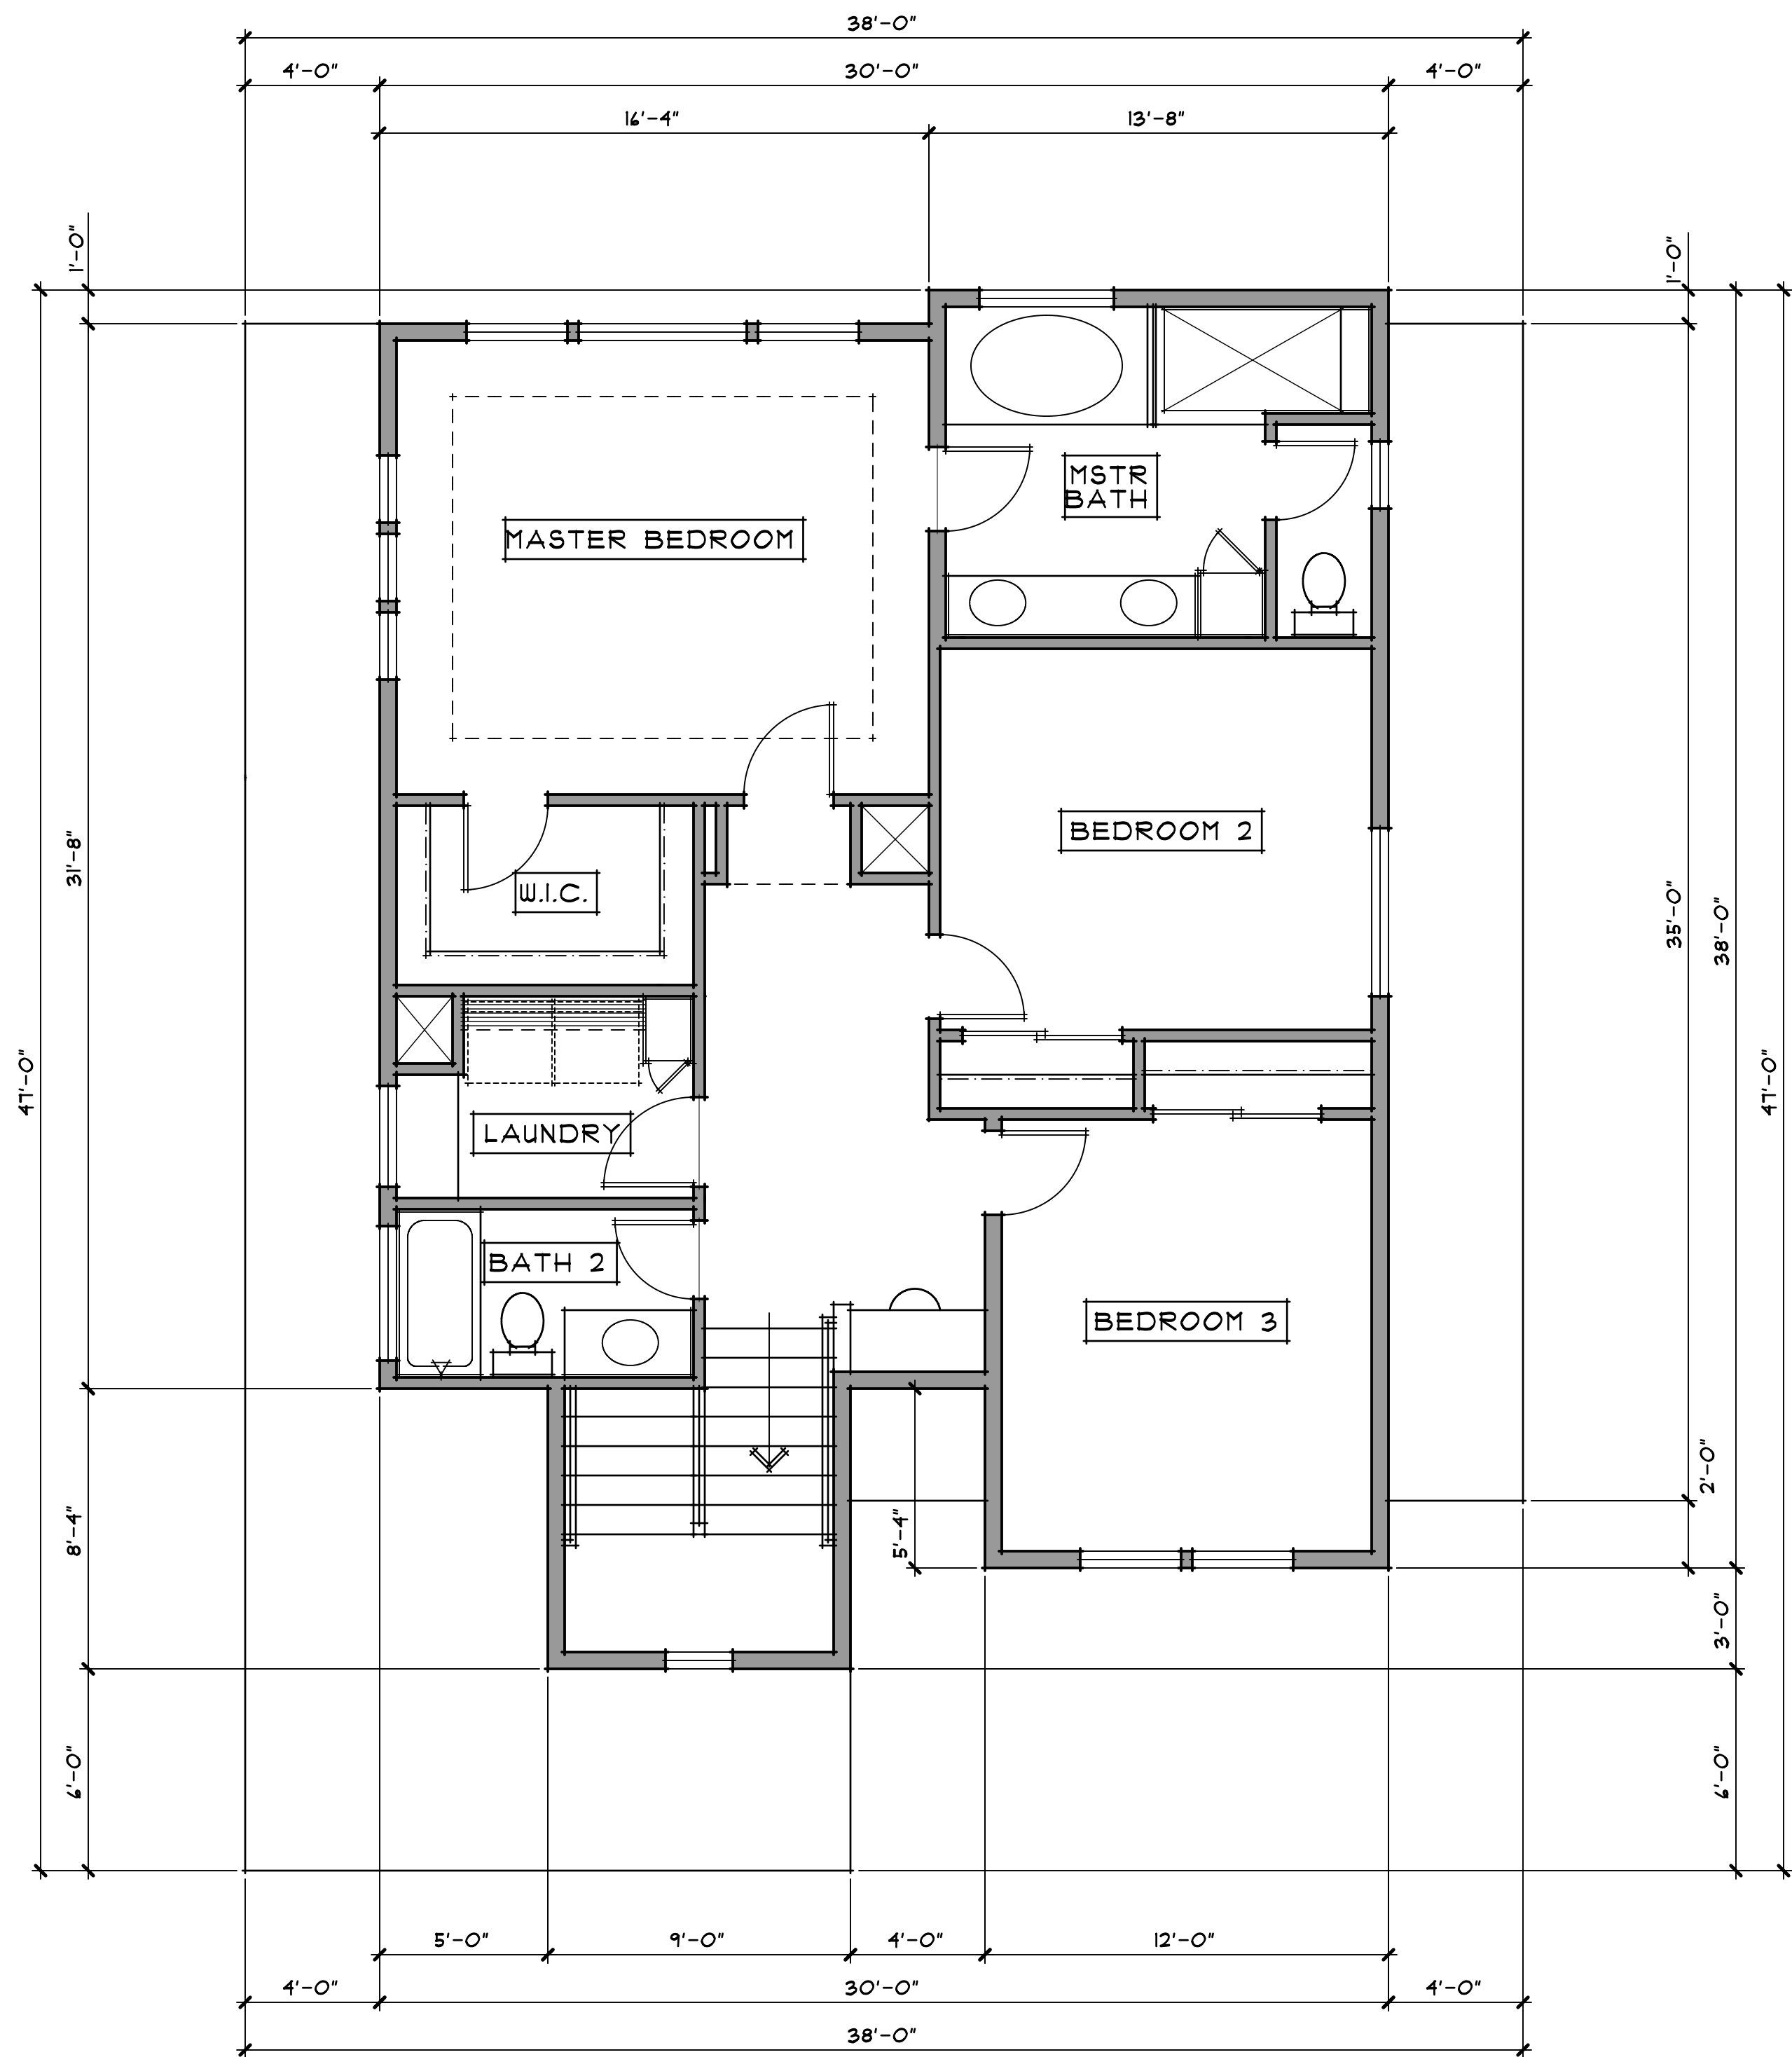 38'-0"
4'-0" 30'-0" 4'-0"
16'-4" 13'-8"
1'-0" 1'-0"
MSTR
BATH
MASTER BEDROOM
BEDROOM 2
W.I.C.
31'-8" 35'-0" 38'-0"
47'-0" 47'-0"
LAUNDRY
BATH 2
BEDROOM 3
2'-0"
8'-4" 5'-4"
3'-0"
6'-0" 6'-0"
5'-0" 9'-0" 4'-0" 12'-0"
4'-0" 30'-0" 4'-0"
38'-0"